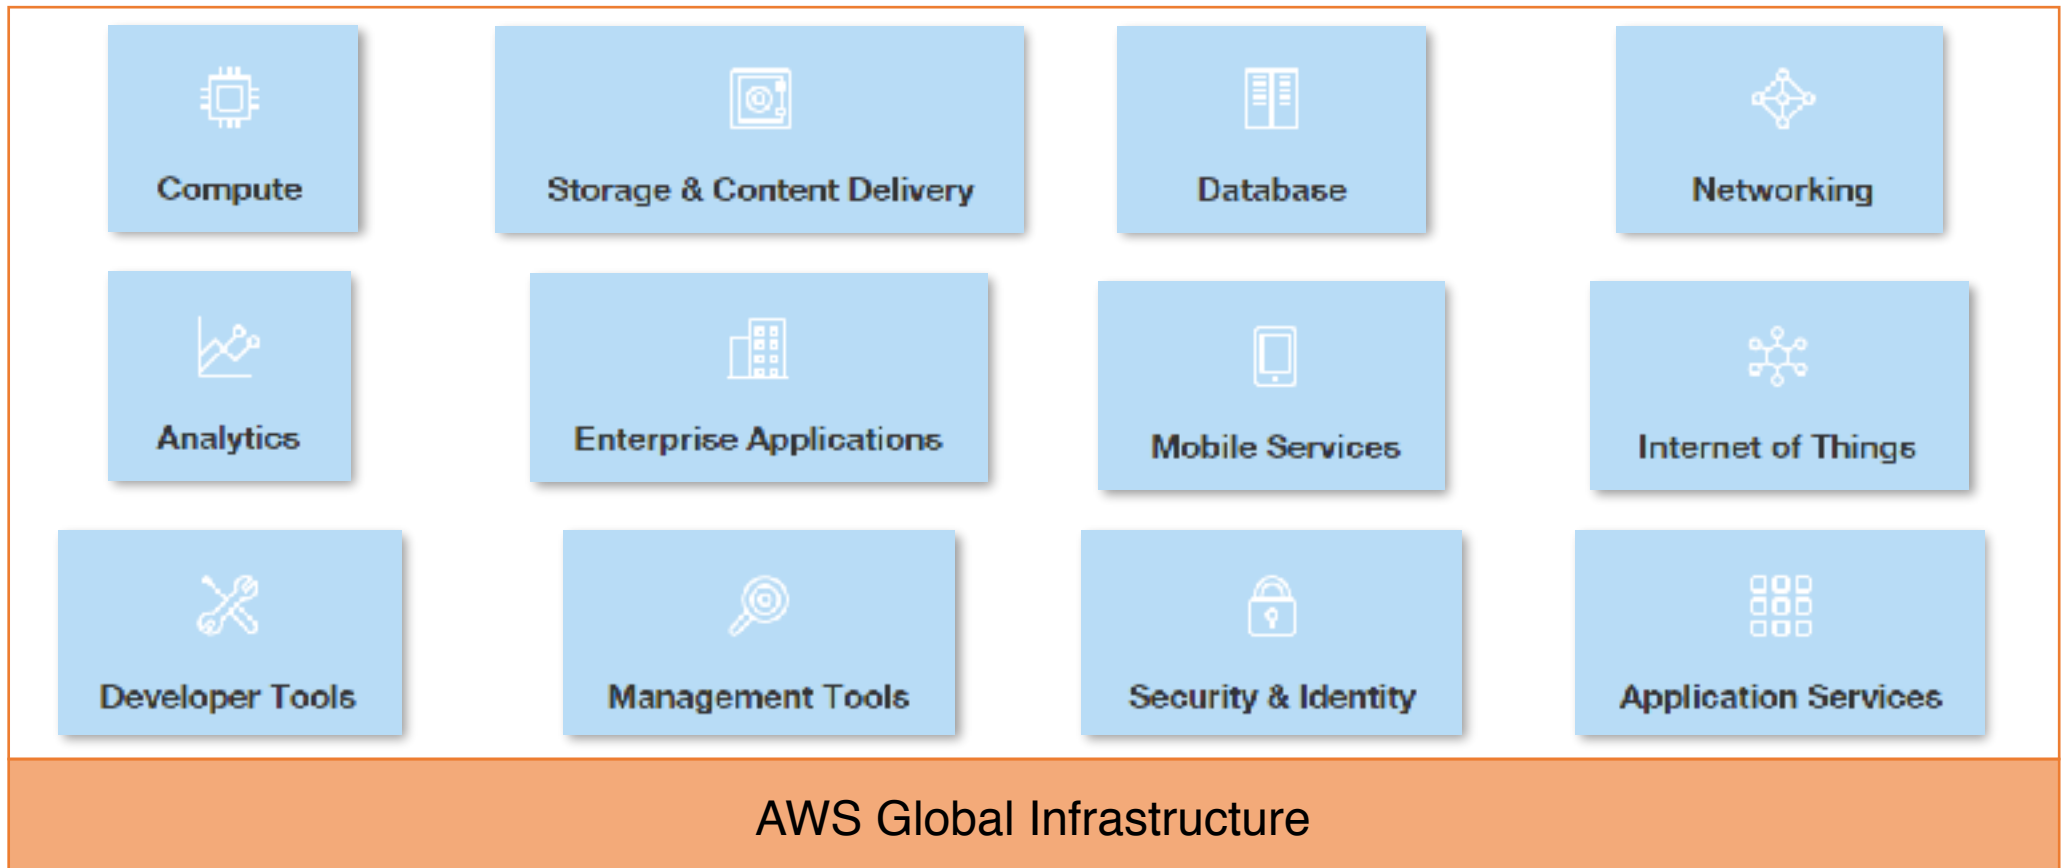 Compute
Storage & Content Delivery
Database
Networking
Analytics
Enterprise Applications
Mobile Services
Internet of Things
Developer Tools
Management Tools
Security & Identity
Application Services
AWS Global Infrastructure